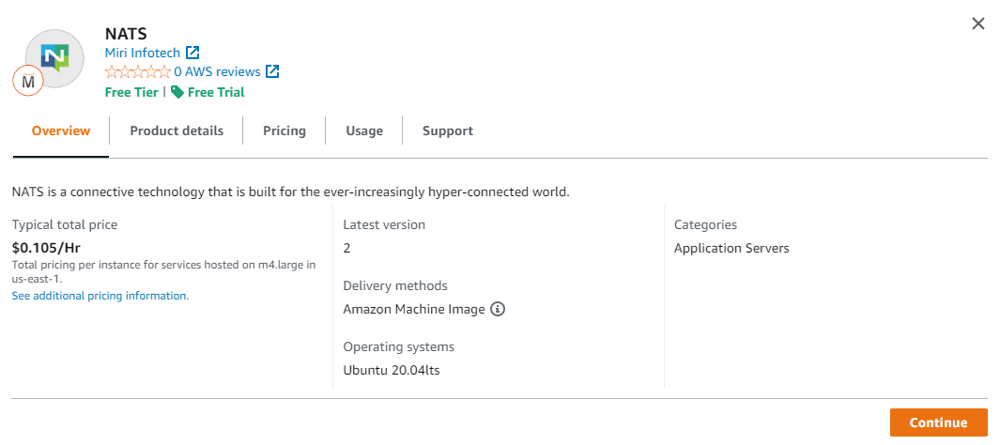 NATS
Miri Infotech
0 AWS reviews
Free Tier | Free Trial
N
M
Overview
Product details
Pricing
Usage
Support
NATS is a connective technology that is built for the ever-increasingly hyper-connected world.
Typical total price
$0.105/Hr
Total pricing per instance for services hosted on m4.large in
us-east-1.
See additional pricing information.
Latest version
2
Delivery methods
Amazon Machine Image
Operating systems
Ubuntu 20.04lts
Categories
Application Servers
Continue